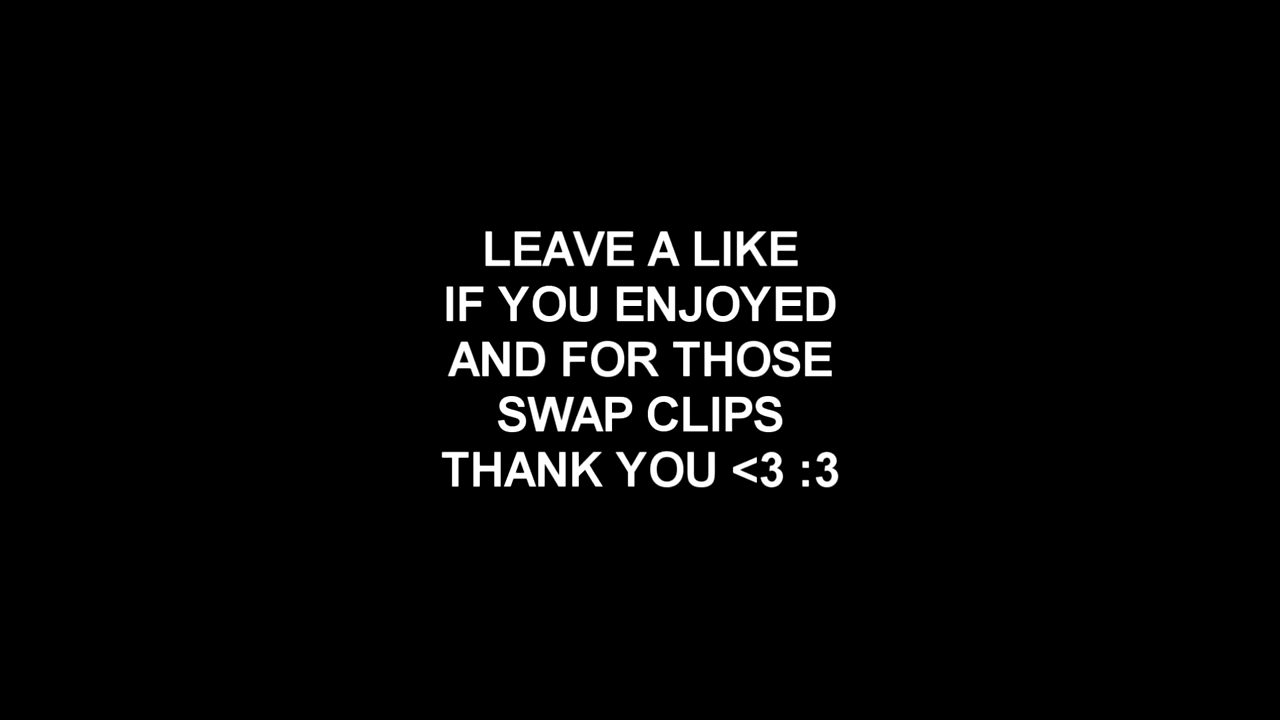 LEAVE A LIKE
IF YOU ENJOYED
AND FOR THOSE
SWAP CLIPS
THANK YOU <3 :3